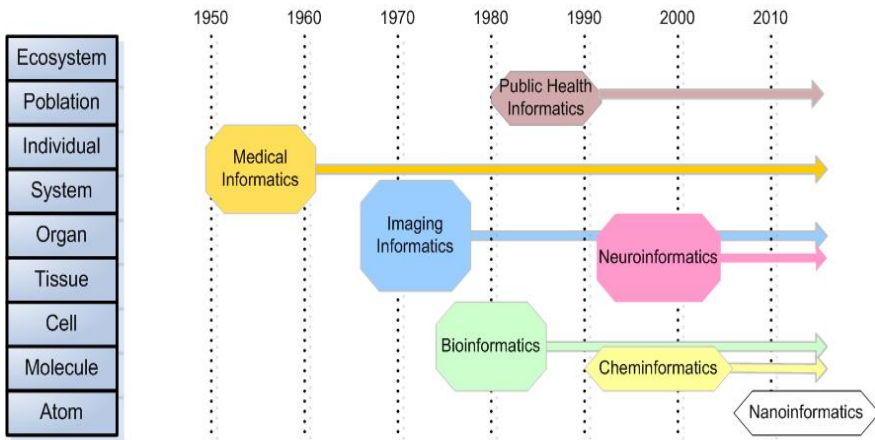 1950 1960 1970 1980 1990 2000 2010
Ecosystem
Poblation
Individual
System
Organ
Tissue
Cell
Molecule
Atom
Public Health
Informatics
Medical
Informatics
Imaging
Informatics
Neuroinformatics
Bioinformatics
Cheminformatics
Nanoinformatics